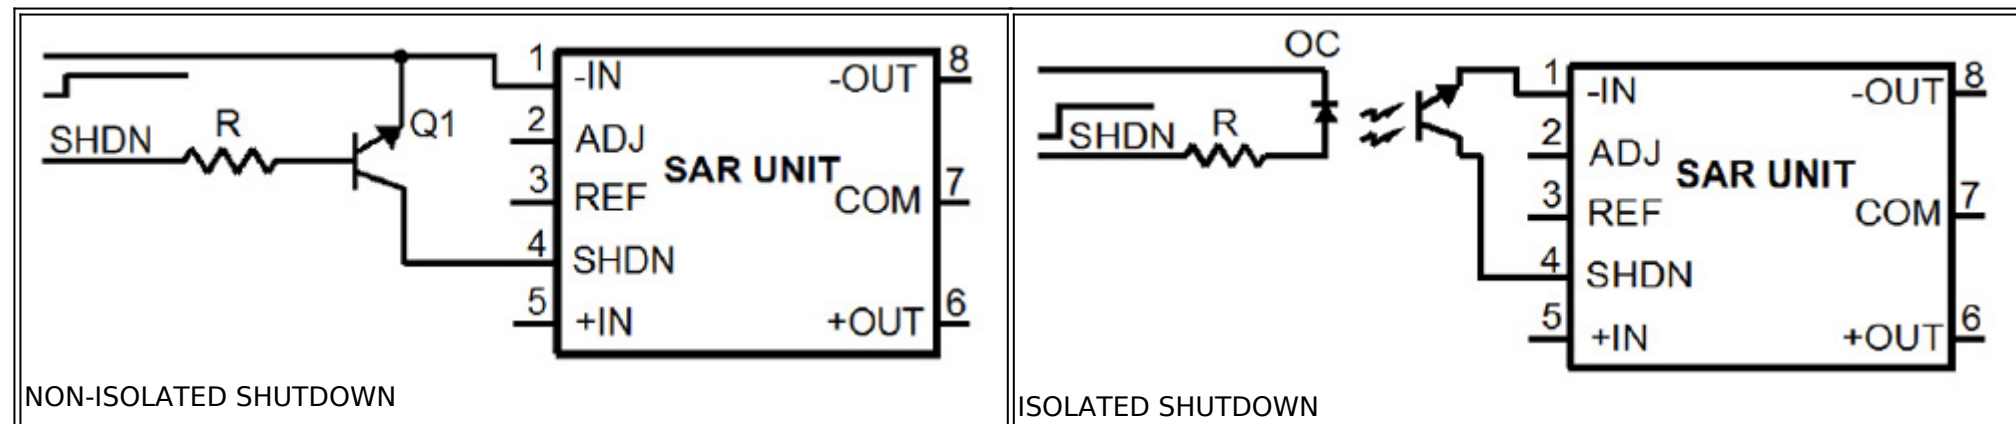 1
-IN
-OUT
8
SHDN
R
Q1
2
ADJ
SAR UNIT
3
REF
COM
7
4
SHDN
5
+IN
+OUT
6
NON-ISOLATED SHUTDOWN
OC
1
-IN
-OUT
8
SHDN
R
2
ADJ
SAR UNIT
3
REF
COM
7
4
SHDN
5
+IN
+OUT
6
ISOLATED SHUTDOWN